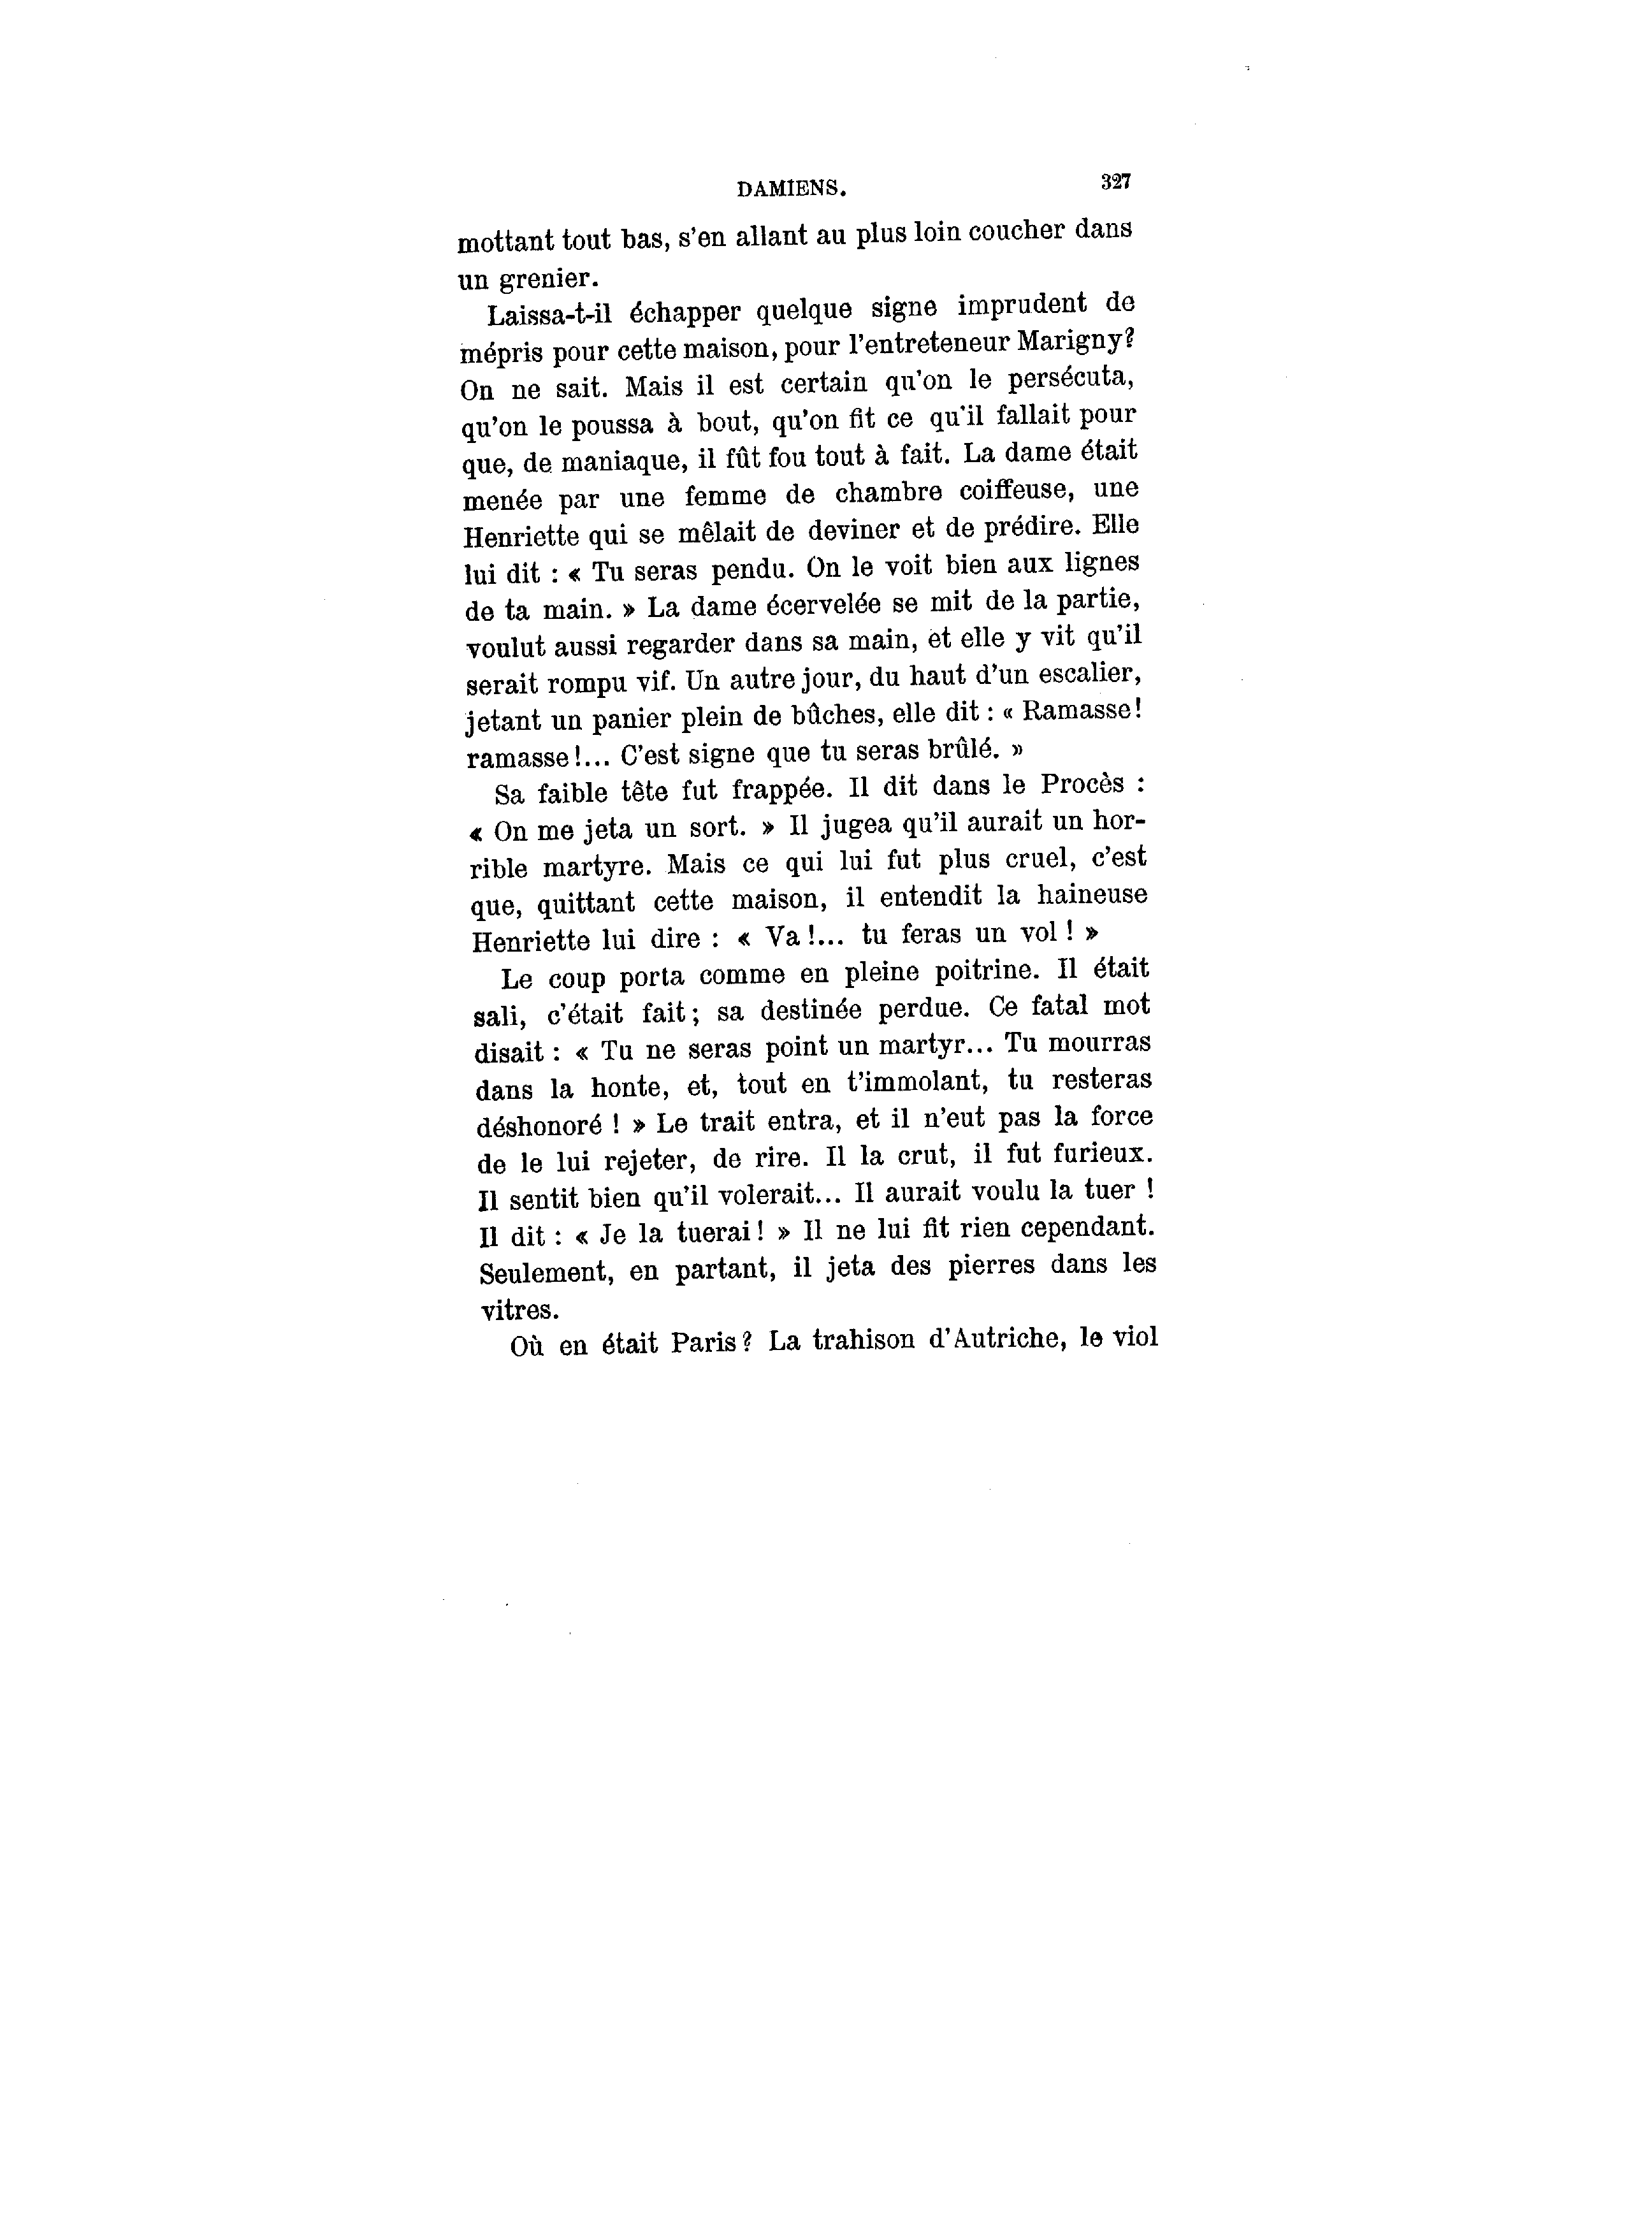 DAMIENS. 327
mottant tout bas, s'en allant au plus loin coucher dans
un grenier.
Laissa-t-il échapper quelque signe imprudent de
mépris pour cette maison, pour l'entreteneur Marigny?
On ne sait. Mais il est certain qu'on le persécuta,
qu'on le poussa à bout, qu'on fit ce qu'il fallait pour
que, de maniaque, il fût fou tout à fait. La dame était
menée par une femme de chambre coiffeuse, une
Henriette qui se mêlait de deviner et de prédire. Elle
lui dit : « Tu seras pendu. On le voit bien aux lignes
de ta main. » La dame écervelée se mit de la partie,
voulut aussi regarder dans sa main, et elle y vit qu'il
serait rompu vif. Un autre jour, du haut d'un escalier,
jetant un panier plein de bûches, elle dit : « Ramasse!
ramasse!... C'est signe que tu seras brûlé. »
Sa faible tête fut frappée. Il dit dans le Procès :
« On me jeta un sort. » Il jugea qu'il aurait un hor-
rible martyre. Mais ce qui lui fut plus cruel, c'est
que, quittant cette maison, il entendit la haineuse
Henriette lui dire : « Va!... tu feras un vol ! »
Le coup porta comme en pleine poitrine. Il était
sali, c'était fait; sa destinée perdue. Ce fatal mot
disait : « Tu ne seras point un martyr... Tu mourras
dans la honte, et, tout en t'immolant, tu resteras
déshonoré ! » Le trait entra, et il n'eut pas la force
de le lui rejeter, de rire. Il la crut, il fut furieux.
Il sentit bien qu'il volerait... Il aurait voulu la tuer !
Il dit : « Je la tuerai! » Il ne lui fit rien cependant.
Seulement, en partant, il jeta des pierres dans les
vitres.
Où en était Paris? La trahison d'Autriche, le viol